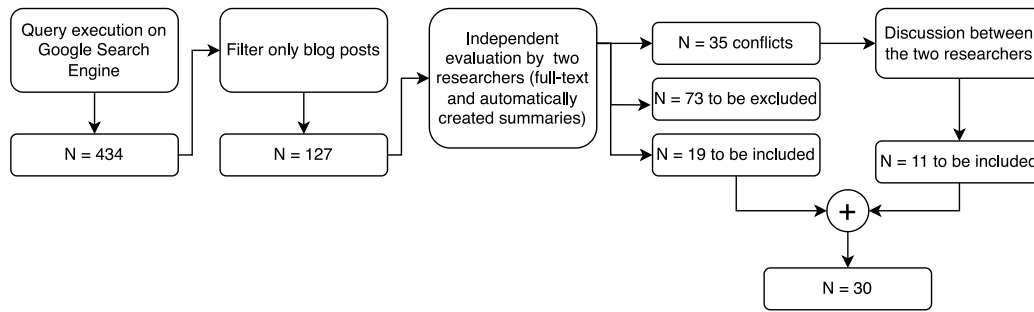 Query execution on
Google Search
Engine
N = 434
Filter only blog posts
N = 127
Independent
evaluation by two
researchers (full-text
and automatically
created summaries)
N = 35 conflicts
N = 73 to be excluded
N = 19 to be included
Discussion between
the two researchers
N = 11 to be included
+
N = 30